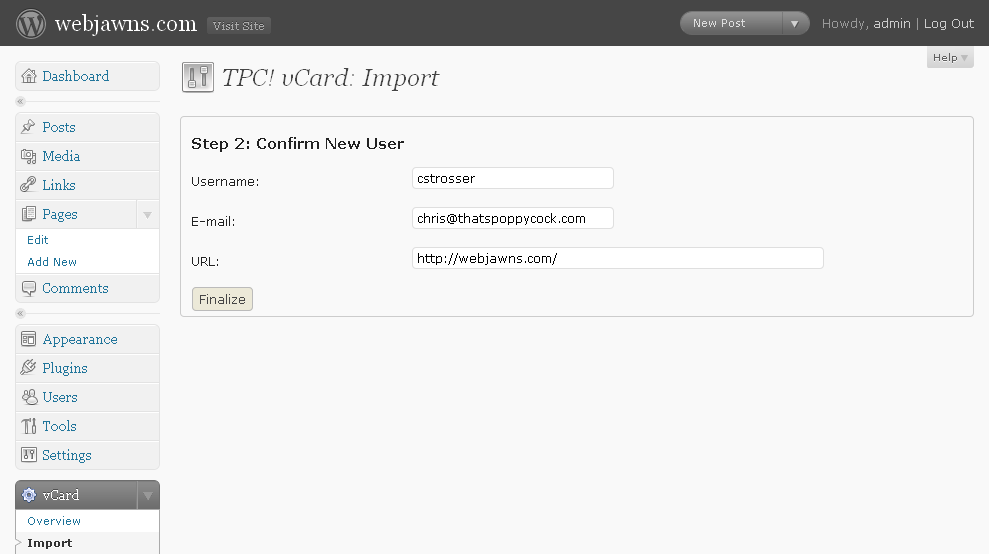 webjawns.com Visit Site New Post Howdy, admin | Log Out
Help
TPC! vCard: Import
Dashboard
Posts
Media
Links
Pages
Edit
Add New
Comments
Appearance
Plugins
Users
Tools
Settings
vCard
Overview
Import
Step 2: Confirm New User
Username: cstrosser
E-mail: chris@thatspoppycock.com
URL: http://webjawns.com/
Finalize